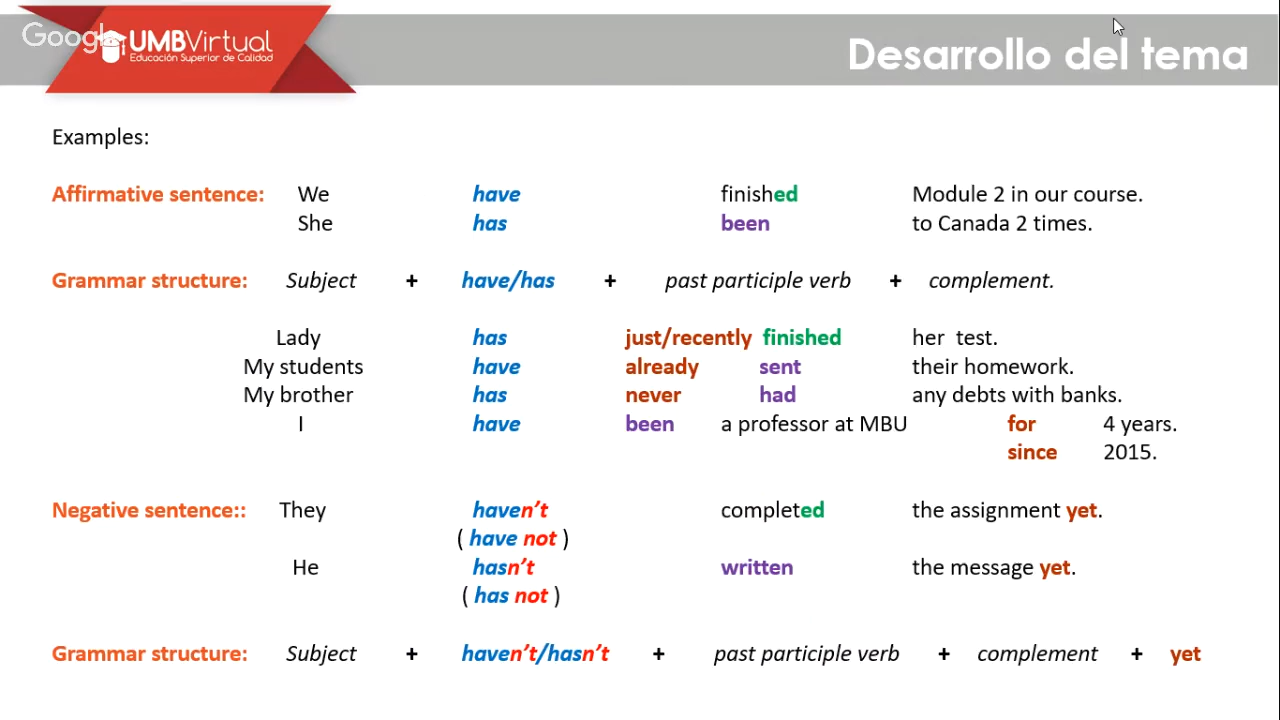 Google
UMBVirtual
Educación Superior de Calidad
Desarrollo del tema
Examples:
Affirmative sentence: We have finished Module 2 in our course.
She has been to Canada 2 times.
Grammar structure: Subject + have/has + past participle verb + complement.
Lady has just/recently finished her test.
My students have already sent their homework.
My brother has never had any debts with banks.
I have been a professor at MBU for 4 years.
since 2015.
Negative sentence:: They haven't completed the assignment yet.
( have not )
He hasn't written the message yet.
( has not )
Grammar structure: Subject + haven't/hasn't + past participle verb + complement + yet